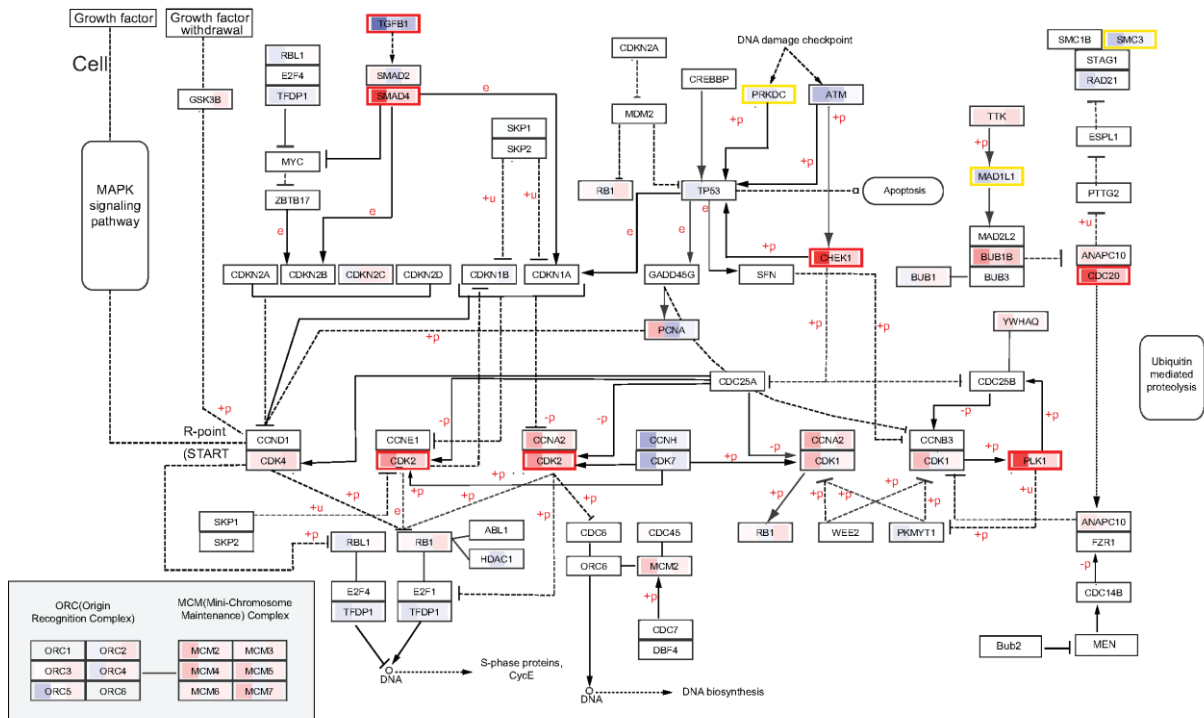 Growth factor
Growth factor
withdrawal
Cell
MAPK
signaling
pathway
GSK3B
RBL1
E2F4
TFDP1
MYC
ZBTB17
TGFB1
SMAD2
SMAD4
e
e
e
SKP1
SKP2
+u
+u
CDKN2A
MDM2
RB1
CREBBP
DNA damage checkpoint
PRKDC
ATM
+p
+p
+p
TP53
Apoptosis
e
e
e
+p
CHEK1
GADD45G
SFN
TTK
+p
MAD1L1
MAD2L2
BUB1B
BUB3
BUB1
SMC1B
SMC3
STAG1
RAD21
ESPL1
PTTG2
+u
ANAPC10
CDC20
CDKN2A
CDKN2B
CDKN2C
CDKN2D
CDKN1B
CDKN1A
PCNA
+p
+p
+p
+p
YWHAQ
CDC25A
CDC25B
Ubiquitin
mediated
proteolysis
+p
-p
-p
-p
-p
-p
+p
R-point
(START
CCND1
CDK4
CCNE1
CDK2
CCNA2
CDK2
CCNH
CDK7
+p
CCNA2
CDK1
CCNB3
CDK1
+p
PLK1
+u
+p
+p
+p
+p
+p
+p
+p
+u
e
SKP1
SKP2
+p
RBL1
RB1
ABL1
HDAC1
+p
CDC6
CDC45
ORC6
MCM2
+p
CDC7
DBF4
RB1
WEE2
PKMYT1
+p
ANAPC10
FZR1
-p
CDC14B
Bub2
MEN
E2F4
TFDP1
E2F1
TFDP1
DNA
S-phase proteins,
CycE
DNA
DNA biosynthesis
ORC(Origin
Recognition Complex)
MCM(Mini-Chromosome
Maintenance) Complex
ORC1
ORC2
MCM2
MCM3
ORC3
ORC4
MCM4
MCM5
ORC5
ORC6
MCM6
MCM7